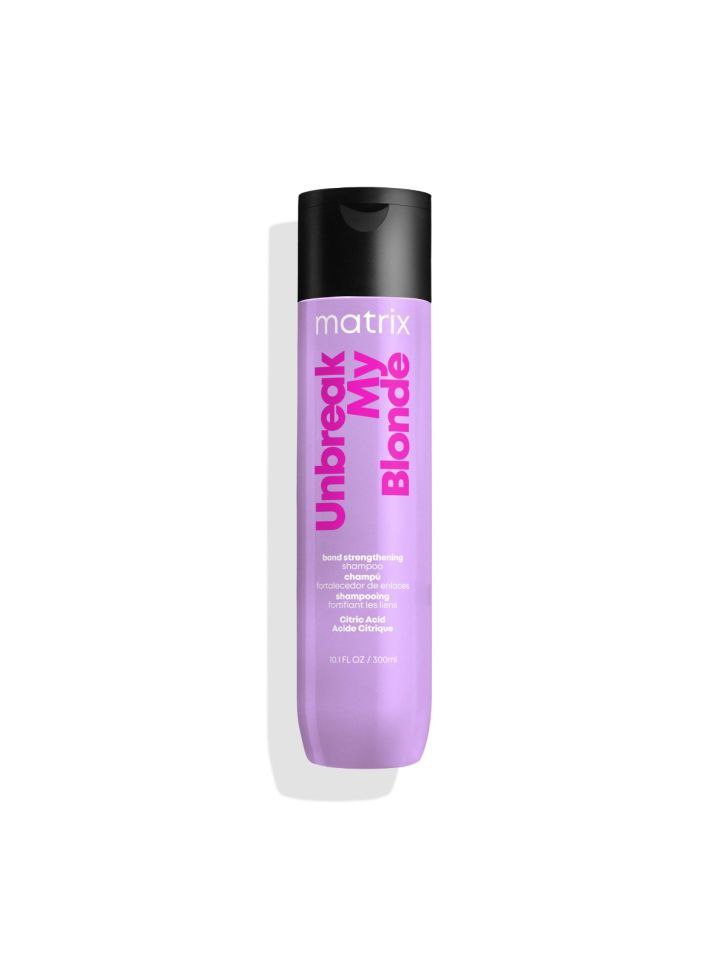 matrix
Unbreak
My
Blonde
bond strengthening
shampoo
champú
fortalecedor de enlaces
shampooing
fortifiant les liens
Citric Acid
Acide Citrique
10.1 FL OZ / 300ml